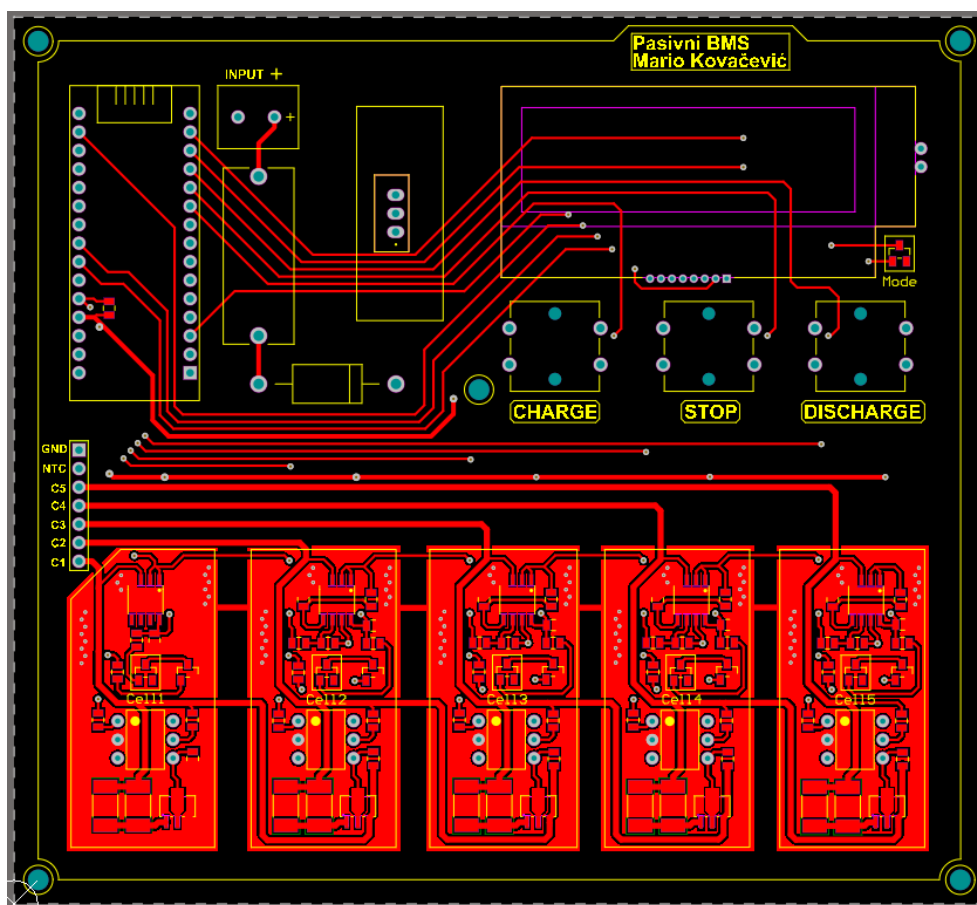 Pasivni BMS
Mario Kovačević
INPUT +
+
Mode
CHARGE
STOP
DISCHARGE
GND
NTC
C5
C4
C3
C2
C1
Cell1
Cell2
Cell3
Cell4
Cell5